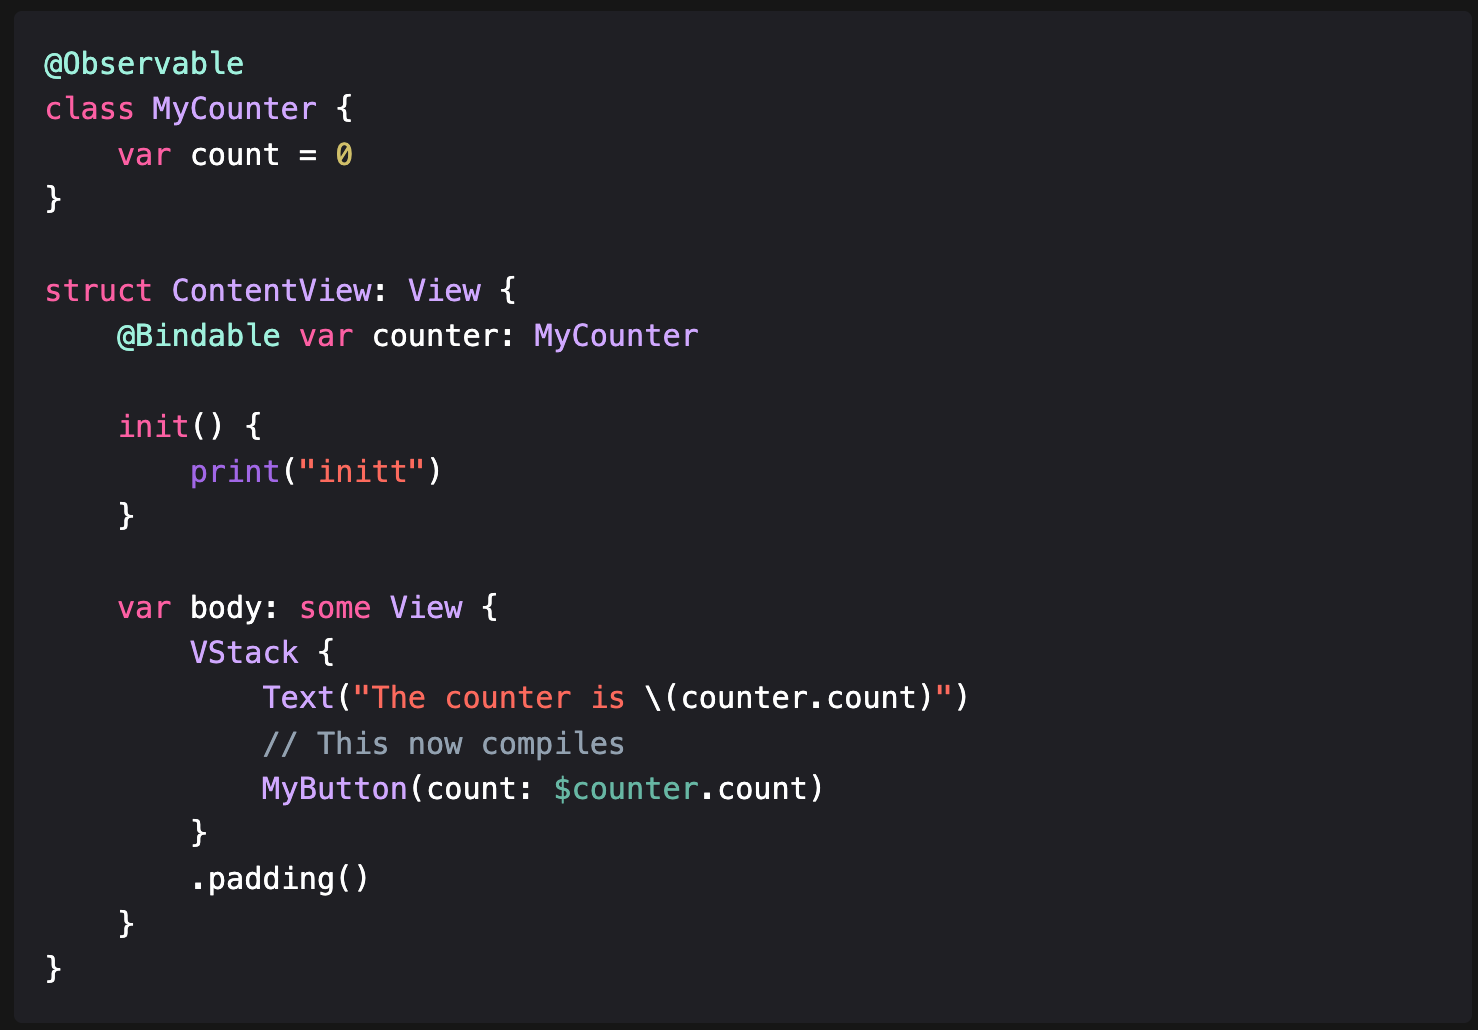 @Observable
class MyCounter {
    var count = 0
}

struct ContentView: View {
    @Bindable var counter: MyCounter

    init() {
        print("initt")
    }

    var body: some View {
        VStack {
            Text("The counter is \(counter.count)")
            // This now compiles
            MyButton(count: $counter.count)
        }
        .padding()
    }
}